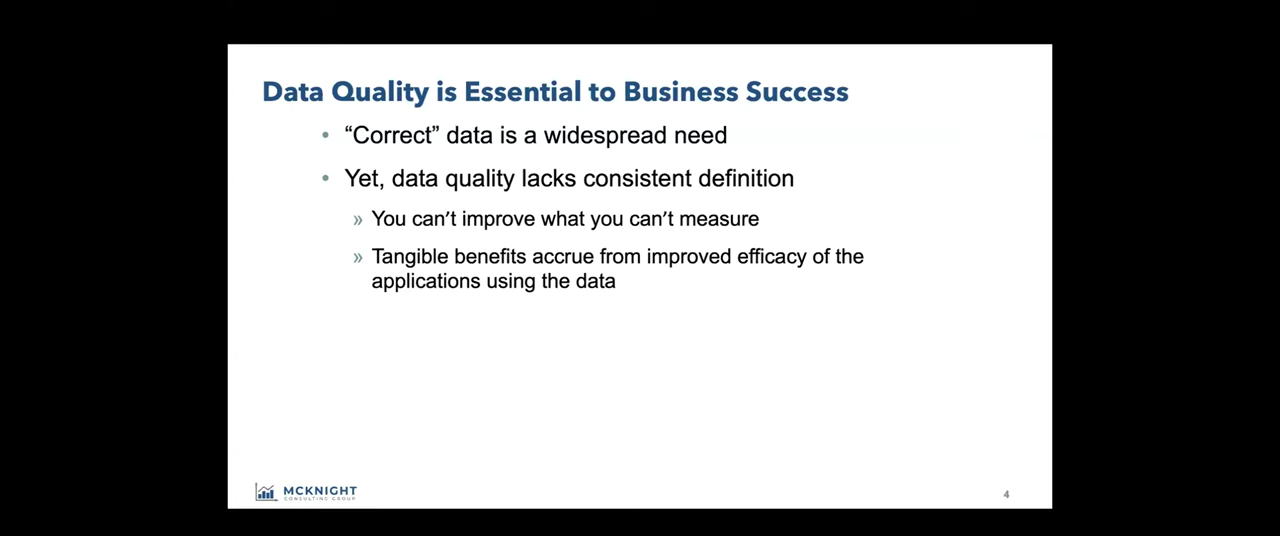 Data Quality is Essential to Business Success
• “Correct” data is a widespread need
• Yet, data quality lacks consistent definition
» You can’t improve what you can’t measure
» Tangible benefits accrue from improved efficacy of the
applications using the data
MCKNIGHT
CONSULTING GROUP
4